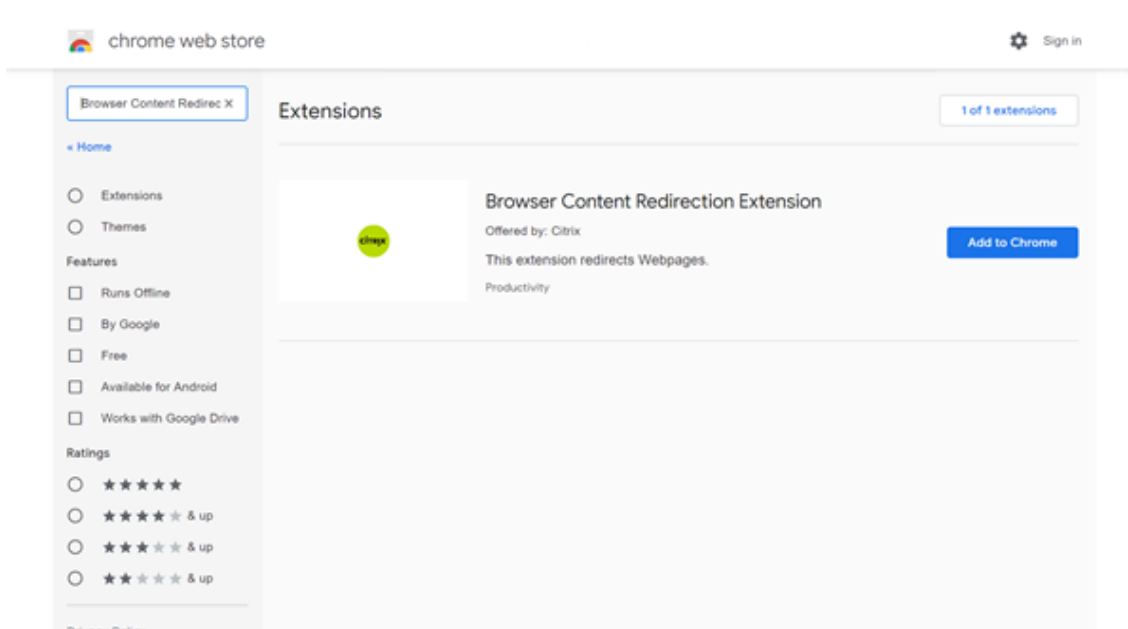 chrome web store
Sign in
Browser Content Redirec ×
Extensions
1 of 1 extensions
« Home
Extensions
Themes
Features
Runs Offline
By Google
Free
Available for Android
Works with Google Drive
Ratings
& up
& up
& up
citrix
Browser Content Redirection Extension
Offered by: Citrix
This extension redirects Webpages.
Productivity
Add to Chrome